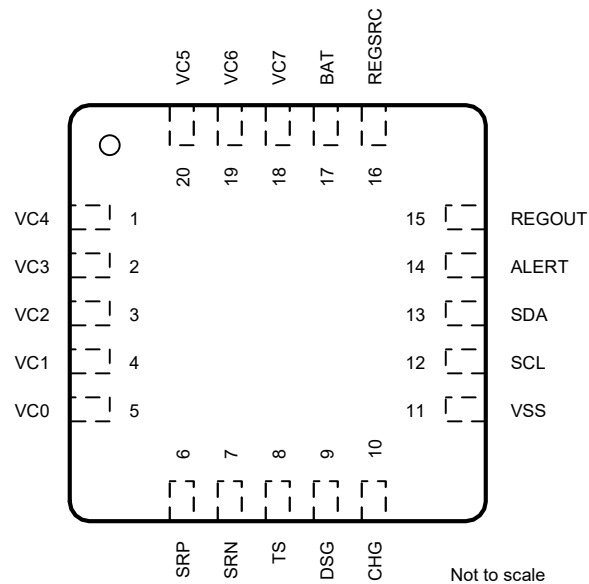 VC5 VC6 VC7 BAT REGSRC
20 19 18 17 16
VC4 1 15 REGOUT
VC3 2 14 ALERT
VC2 3 13 SDA
VC1 4 12 SCL
VC0 5 11 VSS
6 7 8 9 10
SRP SRN TS DSG CHG
Not to scale